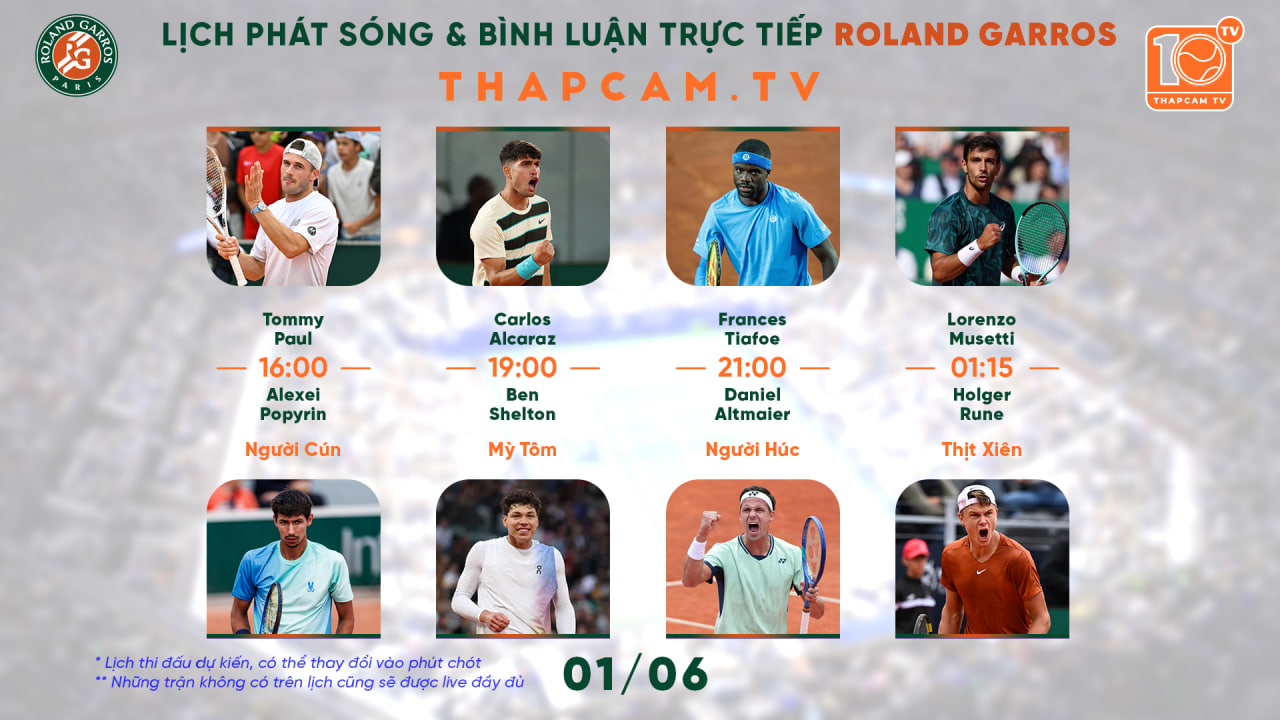 LỊCH PHÁT SÓNG & BÌNH LUẬN TRỰC TIẾP ROLAND GARROS
THAPCAM.TV
ROLAND GARROS
RG
PARIS
10
TV
THAPCAM TV
Tommy
Paul
16:00
Alexei
Popyrin
Người Cún
Carlos
Alcaraz
19:00
Ben
Shelton
Mỳ Tôm
Frances
Tiafoe
21:00
Daniel
Altmaier
Người Húc
Lorenzo
Musetti
01:15
Holger
Rune
Thịt Xiên
* Lịch thi đấu dự kiến, có thể thay đổi vào phút chót
** Những trận không có trên lịch cũng sẽ được live đầy đủ
01/06